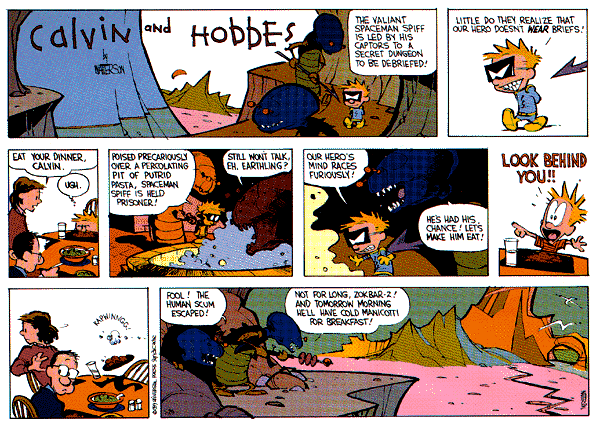 Calvin and HOBBES
by
WATTERSON
THE VALIANT
SPACEMAN SPIFF
IS LED BY HIS
CAPTORS TO A
SECRET DUNGEON
TO BE DEBRIEFED!
LITTLE DO THEY REALIZE THAT
OUR HERO DOESNT WEAR BRIEFS!
EAT YOUR DINNER,
CALVIN.
UGH.
POISED PRECARIOUSLY
OVER A PERCOLATING
PIT OF PUTRID
PASTA, SPACEMAN
SPIFF IS HELD
PRISONER!
STILL WONT TALK,
EH, EARTHLING?
OUR HERO'S
MIND RACES
FURIOUSLY!
HE'S HAD HIS
CHANCE! LET'S
MAKE HIM EAT!
LOOK BEHIND
YOU!!
FOOL! THE
HUMAN SCUM
ESCAPED!
NOT FOR LONG, ZOKBAR-2!
AND TOMORROW MORNING
HE'LL HAVE COLD MANICOTTI
FOR BREAKFAST!